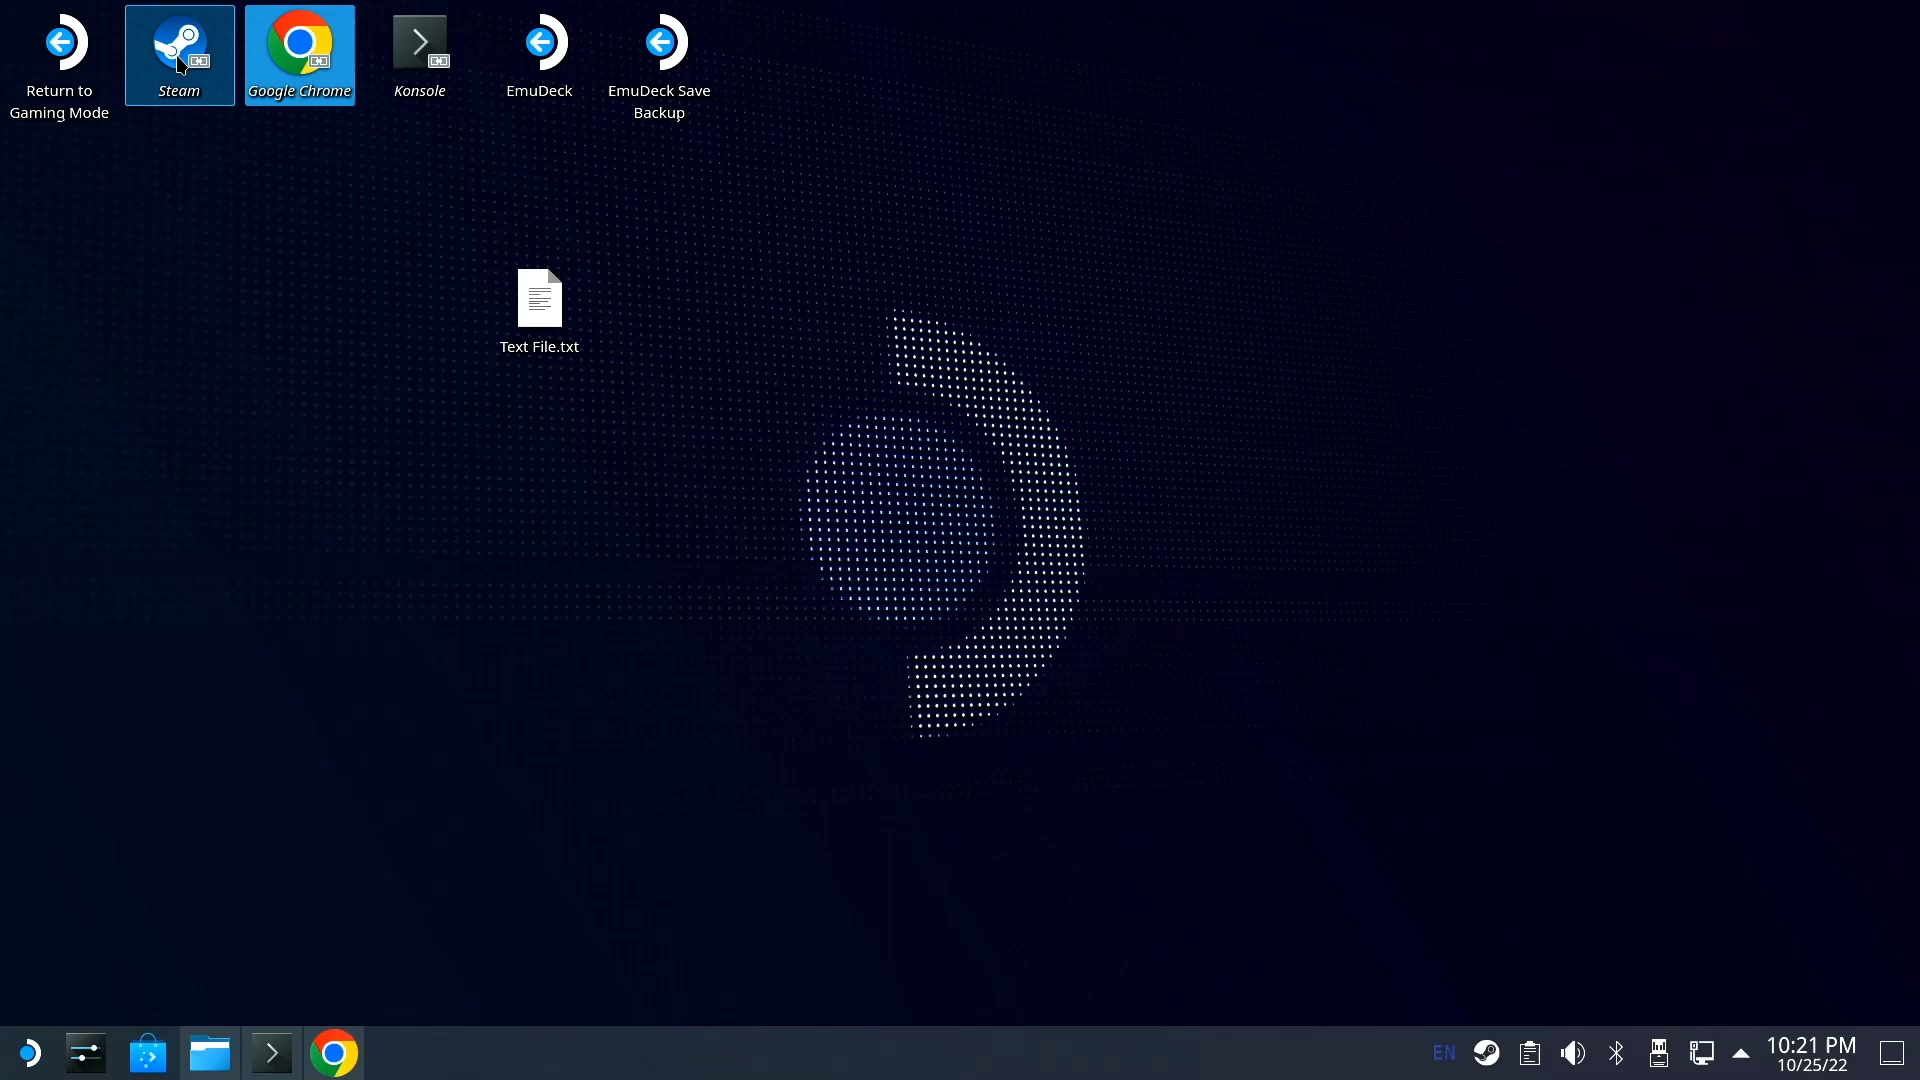 Return to
Gaming Mode
Steam
Google Chrome
Konsole
EmuDeck
EmuDeck Save
Backup
Text File.txt
EN
10:21 PM
10/25/22